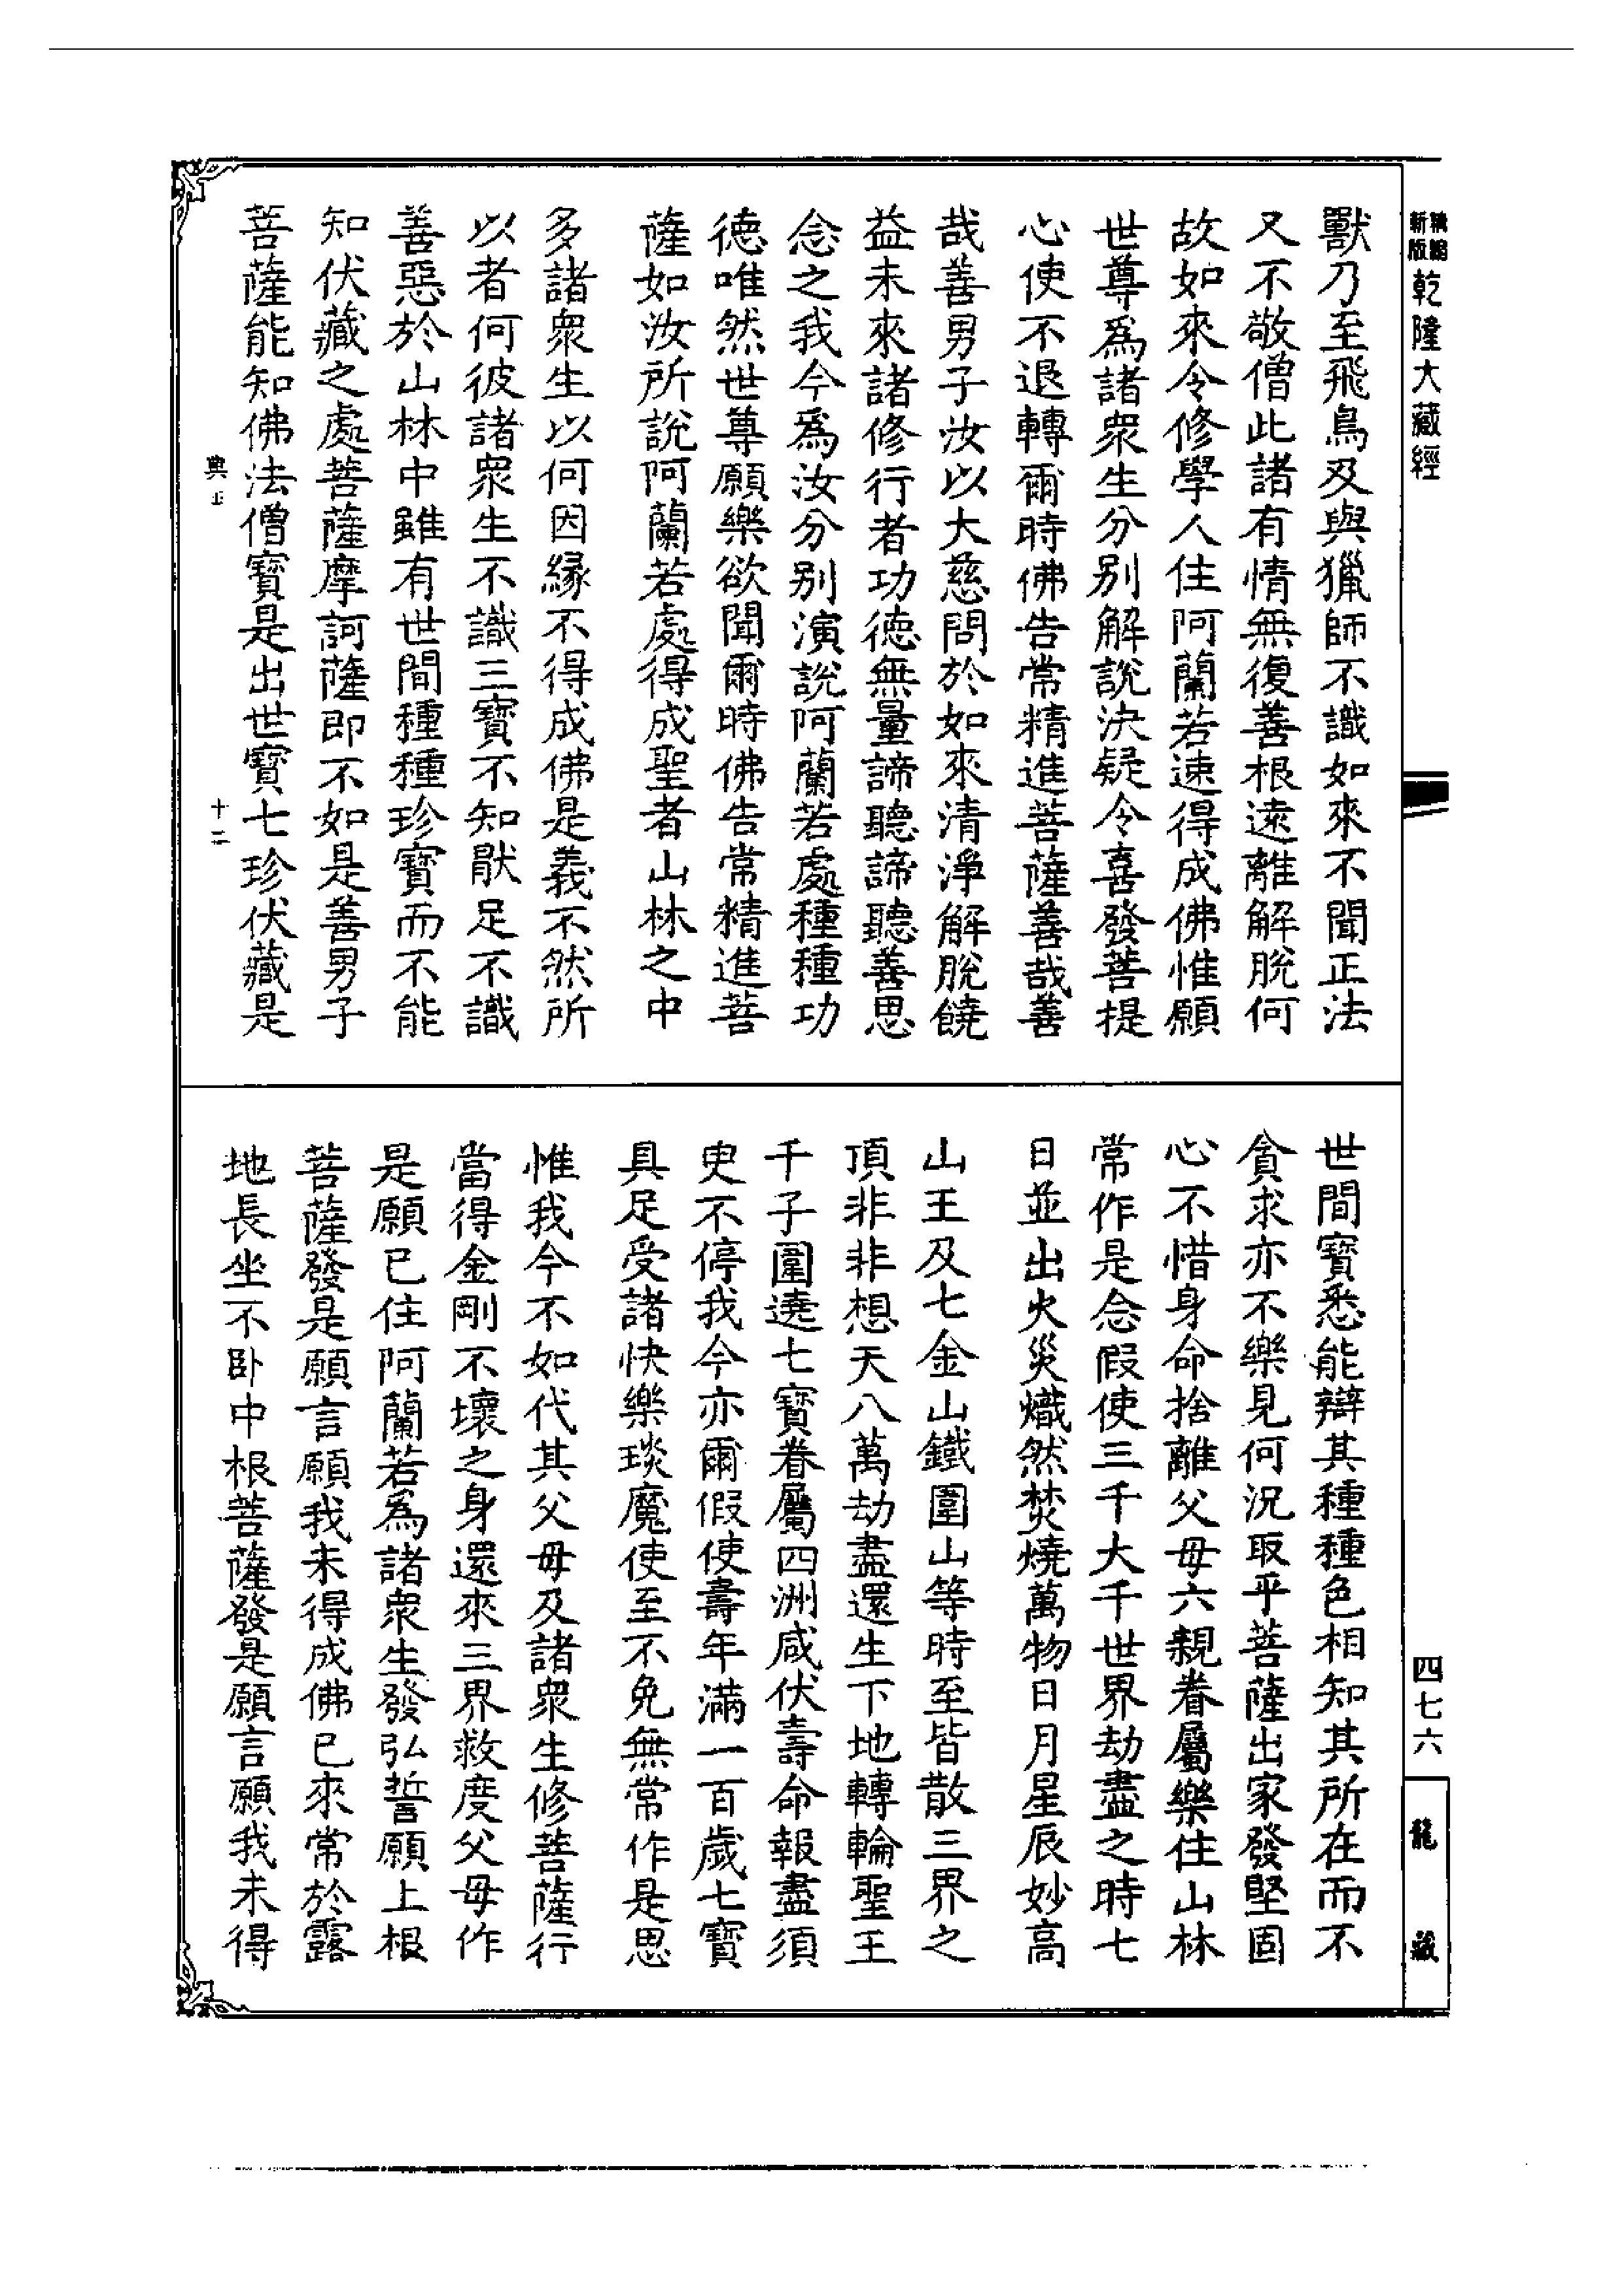 乾隆大藏經
獸乃至飛鳥及與獵師不識如來不聞正法
又不敬僧此諸有情無復善根遠離解脫何
故如來令修學人住阿蘭若速得成佛惟願
世尊爲諸衆生分別解說決疑令喜發菩提
心使不退轉爾時佛告常精進菩薩善哉善
哉善男子汝以大慈問於如來清淨解脫饒
益未來諸修行者功德無量諦聽諦聽善思
念之我今爲汝分別演說阿蘭若處種種功
德唯然世尊願樂欲聞爾時佛告常精進菩
薩如汝所說阿蘭若處得成聖者山林之中
多諸衆生以何因緣不得成佛是義不然所
以者何彼諸衆生不識三寶不知猒足不識
善惡於山林中雖有世間種種珍寶而不能
知伏藏之處菩薩摩訶薩即不如是善男子
菩薩能知佛法僧寶是出世寶七珍伏藏是
世間寶悉能辯其種種色相知其所在而不
貪求亦不樂見何況取乎菩薩出家發堅固
心不惜身命捨離父母六親眷屬樂住山林
常作是念假使三千大千世界劫盡之時七
日並出火災熾然焚燒萬物日月星辰妙高
山王及七金山鐵圍山等時至皆散三界之
頂非非想天八萬劫盡還生下地轉輪聖王
千子圍遶七寶眷屬四洲咸伏壽命報盡須
臾不停我今亦爾假使壽年滿一百歲七寶
具足受諸快樂琰魔使至不免無常作是思
惟我今不如代其父母及諸衆生修菩薩行
當得金剛不壞之身還來三界救度父母作
是願已住阿蘭若爲諸衆生發弘誓願上根
菩薩發是願言願我未得成佛已來常於露
地長坐不卧中根菩薩發是願言願我未得
四七六
龍藏